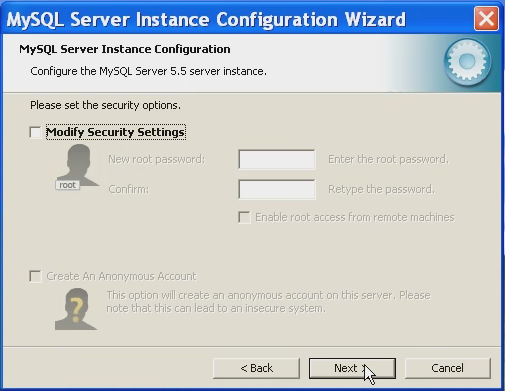 MySQL Server Instance Configuration Wizard
MySQL Server Instance Configuration
Configure the MySQL Server 5.5 server instance.
Please set the security options.
Modify Security Settings
root
New root password:
Enter the root password.
Confirm:
Retype the password.
Enable root access from remote machines
Create An Anonymous Account
This option will create an anonymous account on this server. Please
note that this can lead to an insecure system.
< Back
Next >
Cancel